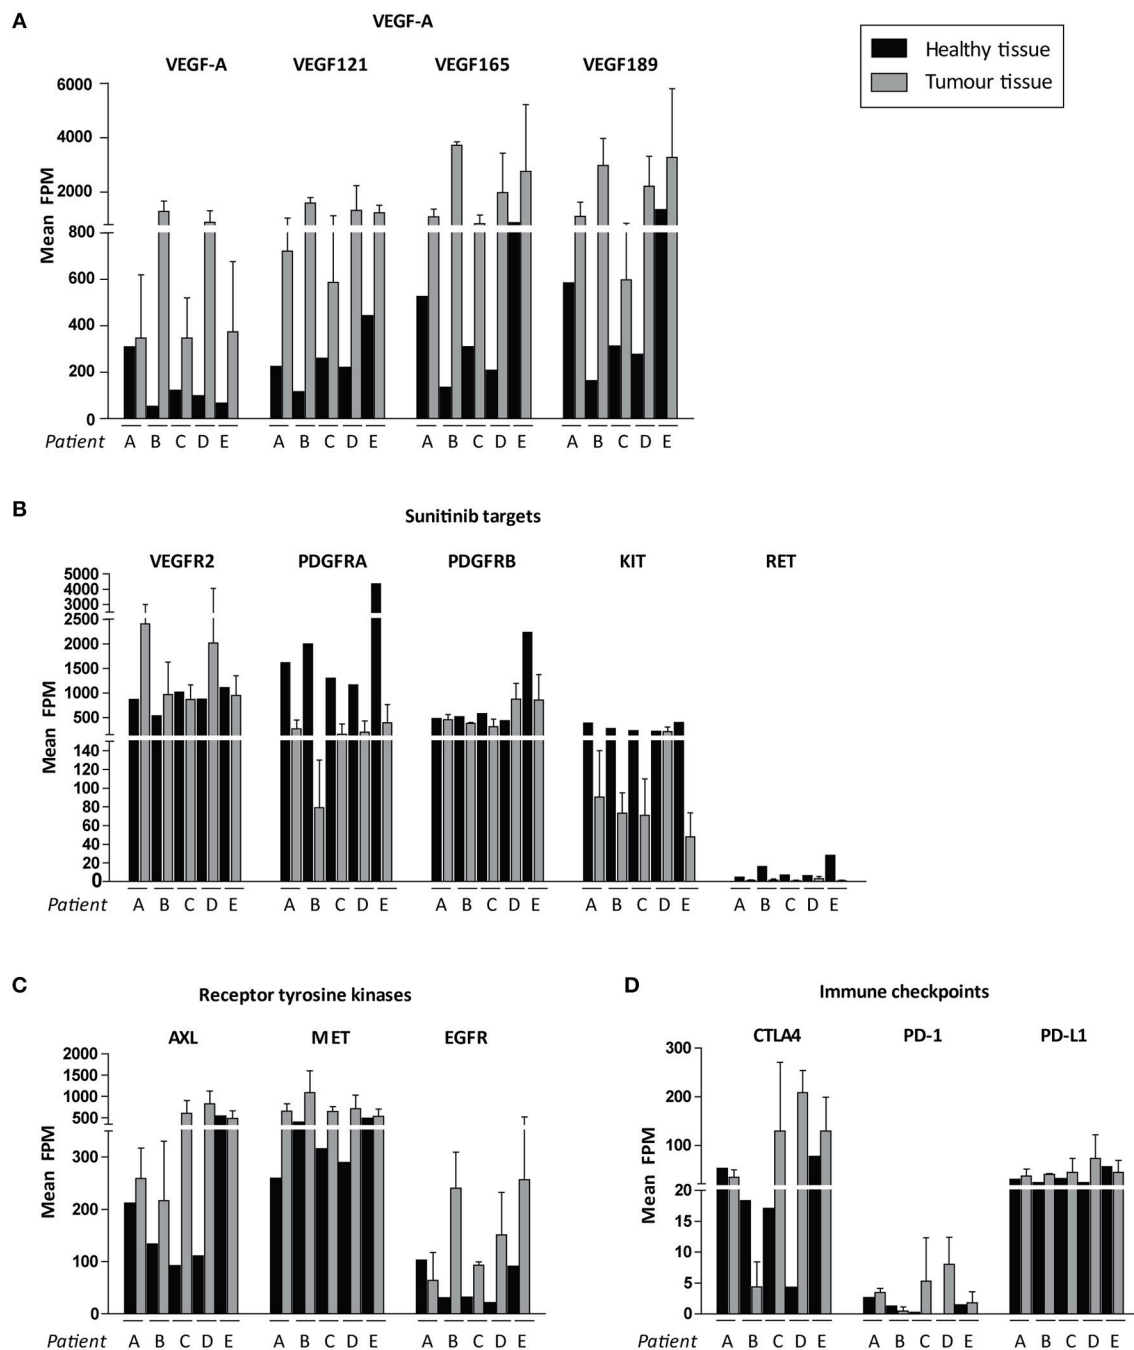 A
VEGF-A
Healthy tissue
Tumour tissue
VEGF-A VEGF121 VEGF165 VEGF189
Mean FPM
6000
4000
2000
800
600
400
200
0
Patient A B C D E A B C D E A B C D E A B C D E
B
Sunitinib targets
VEGFR2 PDGFRA PDGFRB KIT RET
Mean FPM
5000
4000
3000
2500
2000
1500
1000
500
140
120
100
80
60
40
20
0
Patient A B C D E A B C D E A B C D E A B C D E A B C D E
C
Receptor tyrosine kinases
AXL MET EGFR
Mean FPM
2000
1500
1000
500
300
200
100
0
Patient A B C D E A B C D E A B C D E
D
Immune checkpoints
CTLA4 PD-1 PD-L1
Mean FPM
300
200
100
20
15
10
5
0
Patient A B C D E A B C D E A B C D E